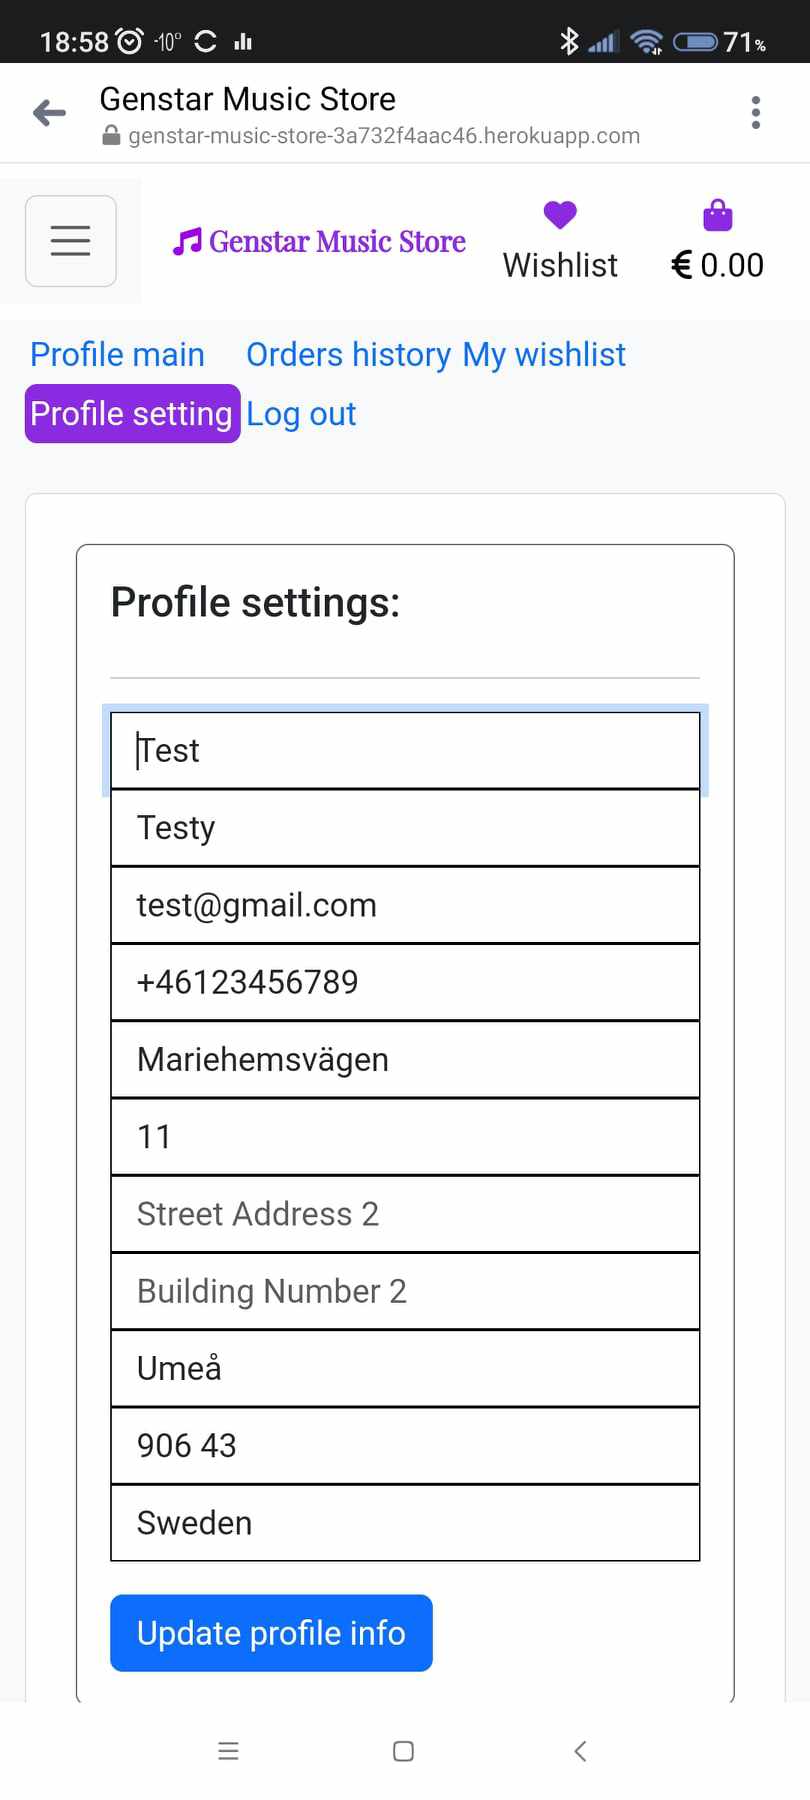 18:58 -10° 71%
Genstar Music Store
genstar-music-store-3a732f4aac46.herokuapp.com
Genstar Music Store
Wishlist
€ 0.00
Profile main Orders history My wishlist
Profile setting Log out
Profile settings:
Test
Testy
test@gmail.com
+46123456789
Mariehemsvägen
11
Street Address 2
Building Number 2
Umeå
906 43
Sweden
Update profile info